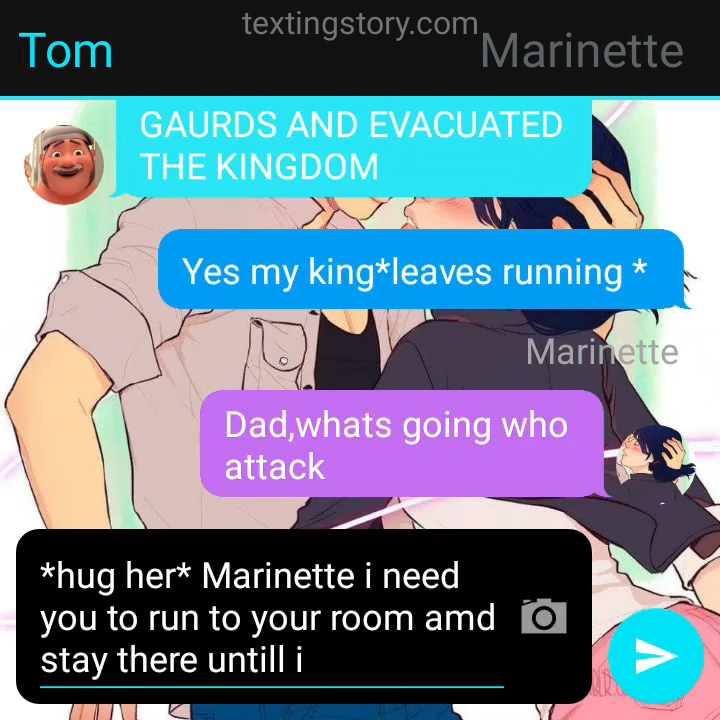 textingstory.com
Tom
Marinette
GAURDS AND EVACUATED
THE KINGDOM
Yes my king*leaves running *
Marinette
Dad,whats going who
attack
*hug her* Marinette i need
you to run to your room amd
stay there untill i